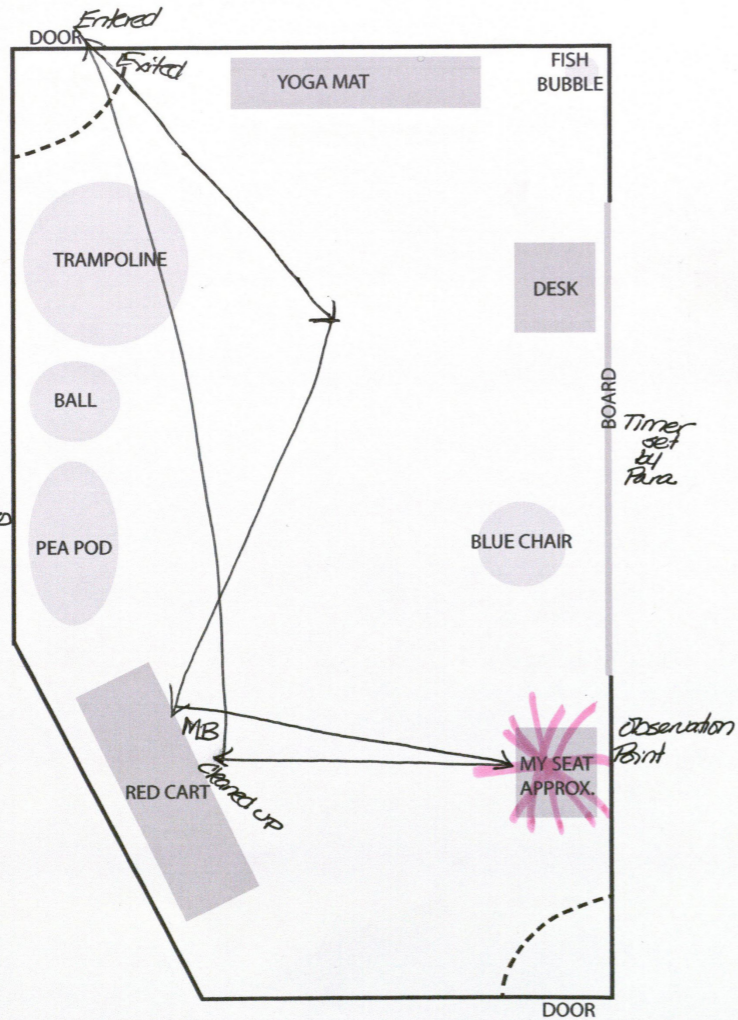 Entered
DOOR
Exited
YOGA MAT
FISH
BUBBLE
TRAMPOLINE
DESK
BALL
BOARD
Timer
set
by
Para
PEA POD
BLUE CHAIR
MB
Observation
Point
MY SEAT
APPROX.
Cleaned up
RED CART
DOOR